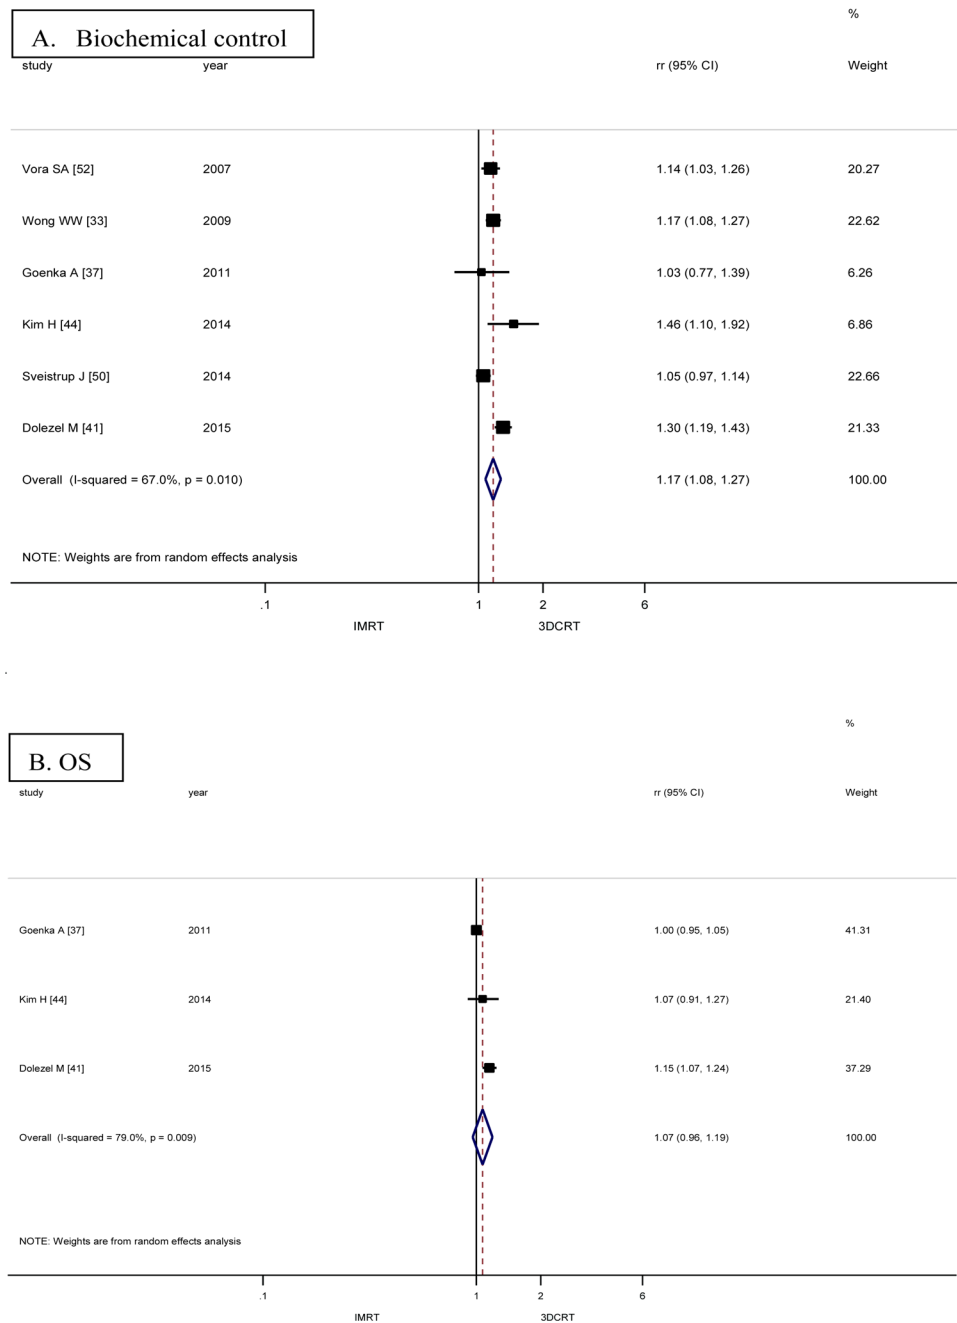 %
A. Biochemical control
study year rr (95% CI) Weight
Vora SA [52] 2007 1.14 (1.03, 1.26) 20.27
Wong WW [33] 2009 1.17 (1.08, 1.27) 22.62
Goenka A [37] 2011 1.03 (0.77, 1.39) 6.26
Kim H [44] 2014 1.46 (1.10, 1.92) 6.86
Sveistrup J [50] 2014 1.05 (0.97, 1.14) 22.66
Dolezel M [41] 2015 1.30 (1.19, 1.43) 21.33
Overall (I-squared = 67.0%, p = 0.010) 1.17 (1.08, 1.27) 100.00
NOTE: Weights are from random effects analysis
.1 1 2 6
IMRT 3DCRT
.
%
B. OS
study year rr (95% CI) Weight
Goenka A [37] 2011 1.00 (0.95, 1.05) 41.31
Kim H [44] 2014 1.07 (0.91, 1.27) 21.40
Dolezel M [41] 2015 1.15 (1.07, 1.24) 37.29
Overall (I-squared = 79.0%, p = 0.009) 1.07 (0.96, 1.19) 100.00
NOTE: Weights are from random effects analysis
.1 1 2 6
IMRT 3DCRT